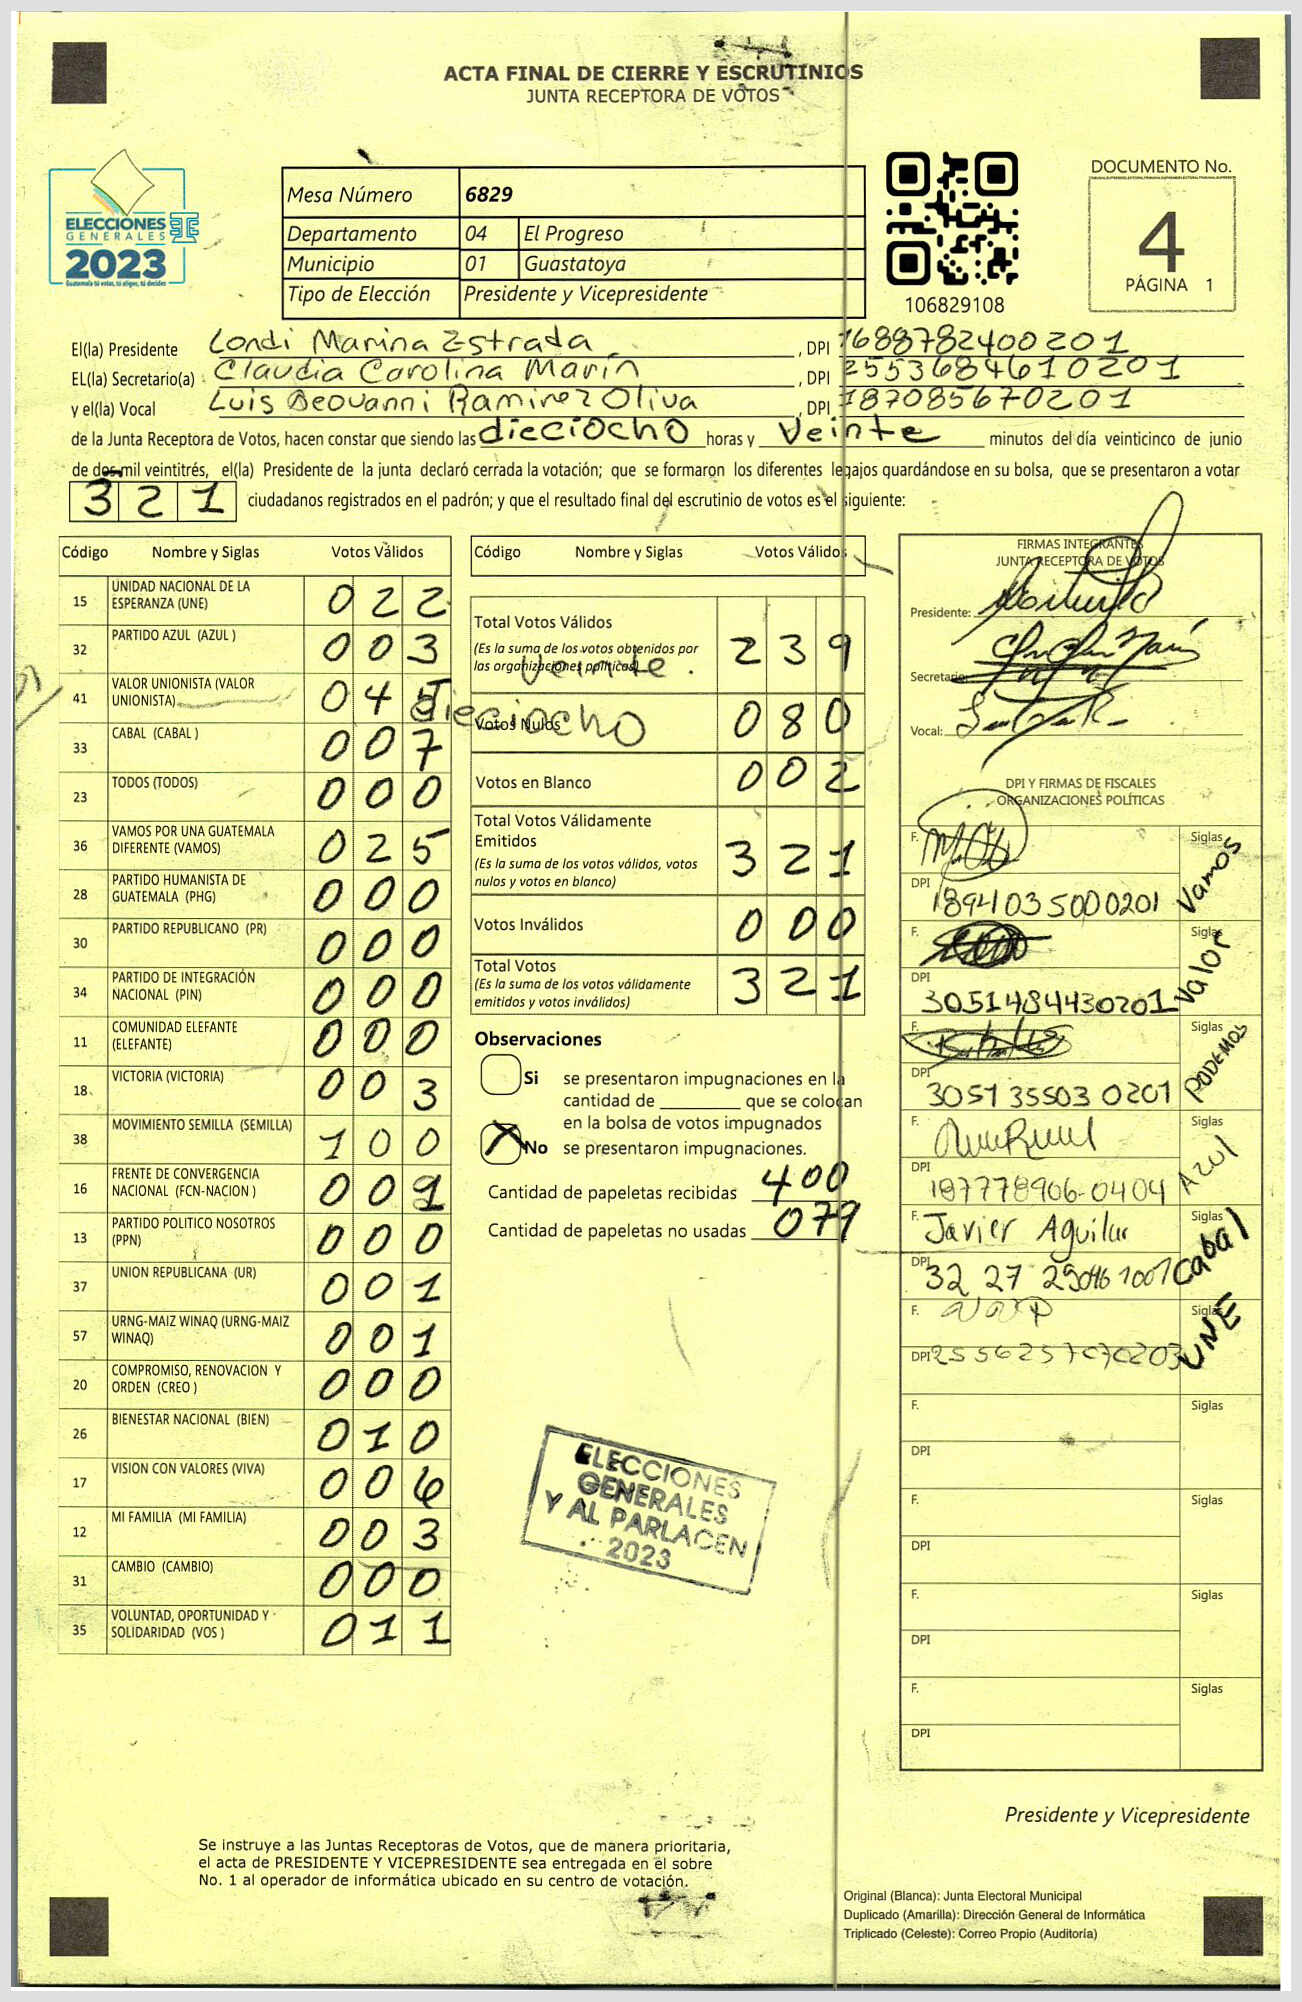 ACTA FINAL DE CIERRE Y ESCRUTINIOS
JUNTA RECEPTORA DE VOTOS
ELECCIONES
GENERALES
2023
Guatemala tú votas, tú eliges, tú decides
Mesa Número 6829
Departamento 04 El Progreso
Municipio 01 Guastatoya
Tipo de Elección Presidente y Vicepresidente
106829108
DOCUMENTO No.
4
PÁGINA 1
El(la) Presidente Londi Marina Estrada, DPI 1688782400201
EL(la) Secretario(a) Claudia Carolina Marín, DPI 2553684610201
y el(la) Vocal Luis Geovanni Ramirez Oliva, DPI 187085670201
de la Junta Receptora de Votos, hacen constar que siendo las dieciocho horas y Veinte minutos del día veinticinco de junio
de dos mil veintitrés, el(la) Presidente de la junta declaró cerrada la votación; que se formaron los diferentes legajos quardándose en su bolsa, que se presentaron a votar
321 ciudadanos registrados en el padrón; y que el resultado final del escrutinio de votos es el siguiente:
Código Nombre y Siglas Votos Válidos
15 UNIDAD NACIONAL DE LA ESPERANZA (UNE) 022
32 PARTIDO AZUL (AZUL ) 003
41 VALOR UNIONISTA (VALOR UNIONISTA) 045
33 CABAL (CABAL ) 007
23 TODOS (TODOS) 000
36 VAMOS POR UNA GUATEMALA DIFERENTE (VAMOS) 025
28 PARTIDO HUMANISTA DE GUATEMALA (PHG) 000
30 PARTIDO REPUBLICANO (PR) 000
34 PARTIDO DE INTEGRACIÓN NACIONAL (PIN) 000
11 COMUNIDAD ELEFANTE (ELEFANTE) 000
18 VICTORIA (VICTORIA) 003
38 MOVIMIENTO SEMILLA (SEMILLA) 100
16 FRENTE DE CONVERGENCIA NACIONAL (FCN-NACION ) 00
13 PARTIDO POLITICO NOSOTROS (PPN) 000
37 UNION REPUBLICANA (UR) 001
57 URNG-MAIZ WINAQ (URNG-MAIZ WINAQ) 001
20 COMPROMISO, RENOVACION Y ORDEN (CREO ) 000
26 BIENESTAR NACIONAL (BIEN) 010
17 VISION CON VALORES (VIVA) 006
12 MI FAMILIA (MI FAMILIA) 003
31 CAMBIO (CAMBIO) 000
35 VOLUNTAD, OPORTUNIDAD Y SOLIDARIDAD (VOS ) 011
Código Nombre y Siglas Votos Válidos
Total Votos Válidos 239
(Es la suma de los votos obtenidos por
las organizaciones políticas)
Veinte.
dieciocho
Votos Nulos 080
Votos en Blanco 002
Total Votos Válidamente
Emitidos 321
(Es la suma de los votos válidos, votos
nulos y votos en blanco)
Votos Inválidos 000
Total Votos 321
(Es la suma de los votos válidamente
emitidos y votos inválidos)
Observaciones
Si se presentaron impugnaciones en la
cantidad de ________ que se colocan
en la bolsa de votos impugnados
X No se presentaron impugnaciones.
Cantidad de papeletas recibidas 400
Cantidad de papeletas no usadas 079
ELECCIONES
GENERALES
Y AL PARLACEN
2023
FIRMAS INTEGRANTES
JUNTA RECEPTORA DE VOTOS
Presidente:
Secretario:
Vocal:
DPI Y FIRMAS DE FISCALES
ORGANIZACIONES POLÍTICAS
F. Siglas Vamos
DPI 1894035000201
F. Siglas Valor
DPI 3051484430201
F. Siglas PODEMOS
DPI 3051355030201
F. Siglas AZUl
DPI 187778906-0404
F. Javier Aguilar Siglas Cabal
DPI 32 27 25046 1001
F. Siglas UNE
DPI 2556257070203
F. Siglas
DPI
F. Siglas
DPI
F. Siglas
DPI
F. Siglas
DPI
Presidente y Vicepresidente
Se instruye a las Juntas Receptoras de Votos, que de manera prioritaria,
el acta de PRESIDENTE Y VICEPRESIDENTE sea entregada en el sobre
No. 1 al operador de informática ubicado en su centro de votación.
Original (Blanca): Junta Electoral Municipal
Duplicado (Amarilla): Dirección General de Informática
Triplicado (Celeste): Correo Propio (Auditoría)